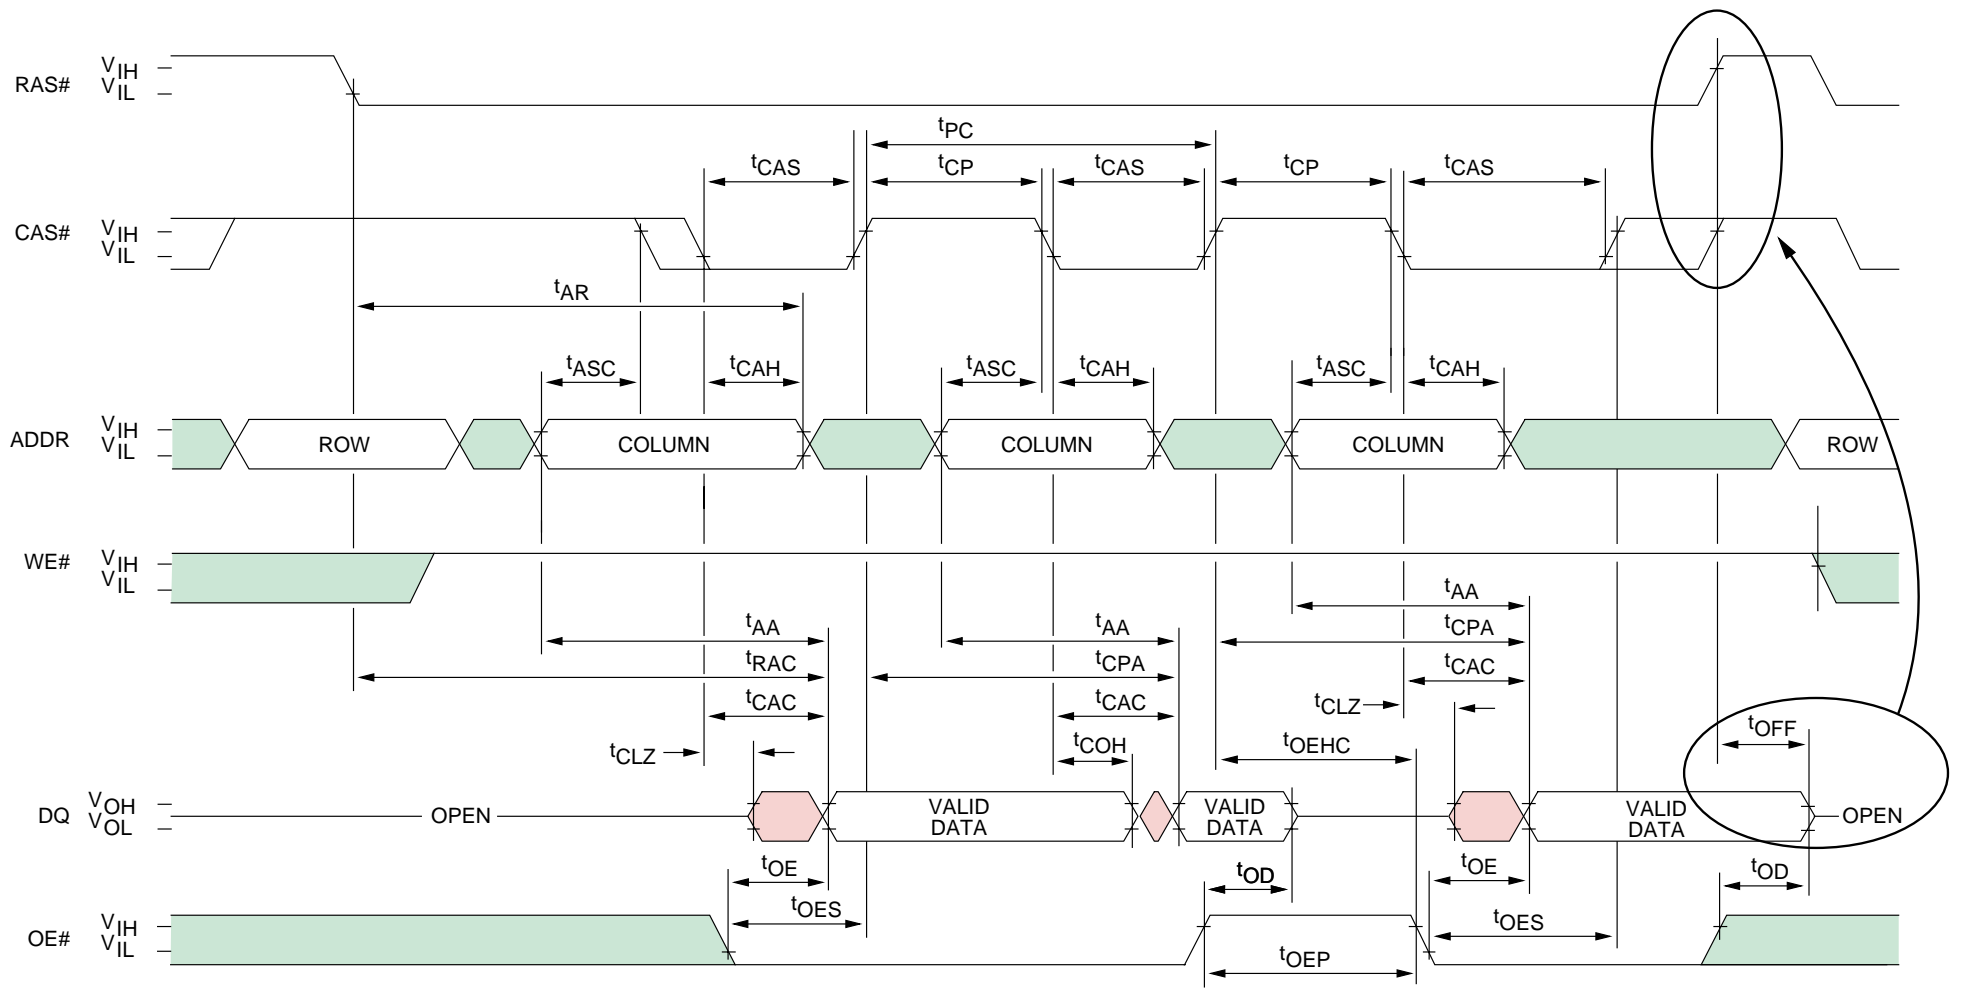 RAS# VIH
VIL
tPC
tCAS tCP tCAS tCP tCAS
CAS# VIH
VIL
tAR
tASC tCAH tASC tCAH tASC tCAH
ADDR VIH
VIL
ROW COLUMN COLUMN COLUMN ROW
WE# VIH
VIL
tAA
tAA tAA tCPA
tRAC tCPA tCAC
tCAC tCAC tCLZ
tCLZ tCOH tOEHC tOFF
DQ VOH
VOL
OPEN VALID
DATA
VALID
DATA
VALID
DATA
OPEN
tOE tOD tOE tOD
tOES tOES
OE# VIH
VIL
tOEP